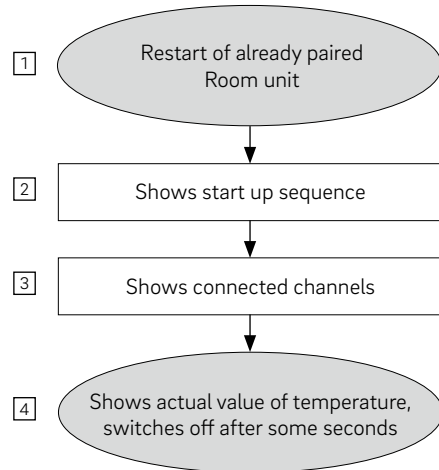 1
Restart of already paired
Room unit
2
Shows start up sequence
3
Shows connected channels
4
Shows actual value of temperature,
switches off after some seconds